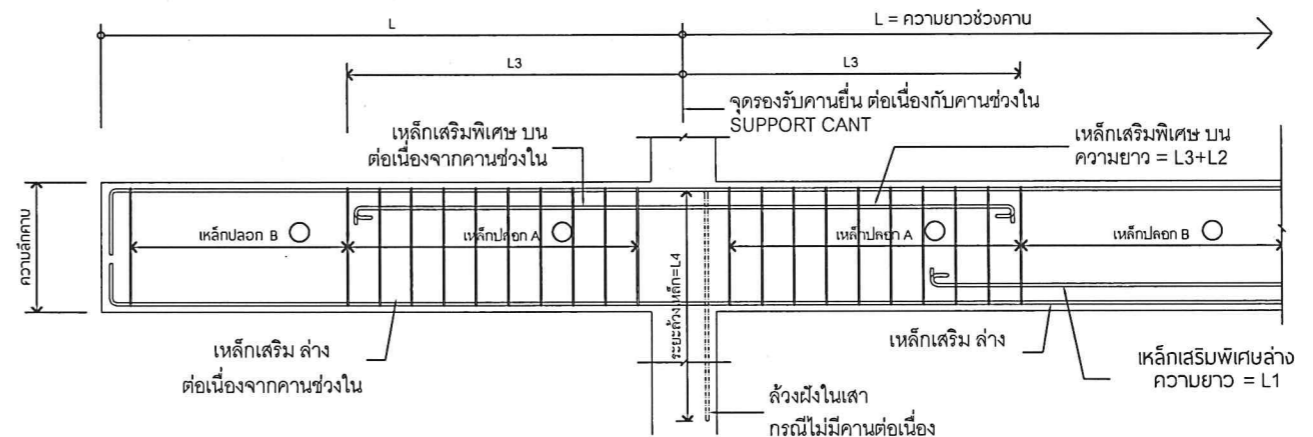 L
L = ความยาวช่วงคาน
L3
L3
จุดรองรับคานยื่น ต่อเนื่องกับคานช่วงใน
SUPPORT CANT
เหล็กเสริมพิเศษ บน
ต่อเนื่องจากคานช่วงใน
เหล็กเสริมพิเศษ บน
ความยาว = L3+L2
ความลึกคาน
เหล็กปลอก B
เหล็กปลอก A
เหล็กปลอก A
เหล็กปลอก B
ระยะล้วงเหล็ก=L4
เหล็กเสริม ล่าง
ต่อเนื่องจากคานช่วงใน
เหล็กเสริม ล่าง
เหล็กเสริมพิเศษล่าง
ความยาว = L1
ล้วงฝังในเสา
กรณีไม่มีคานต่อเนื่อง